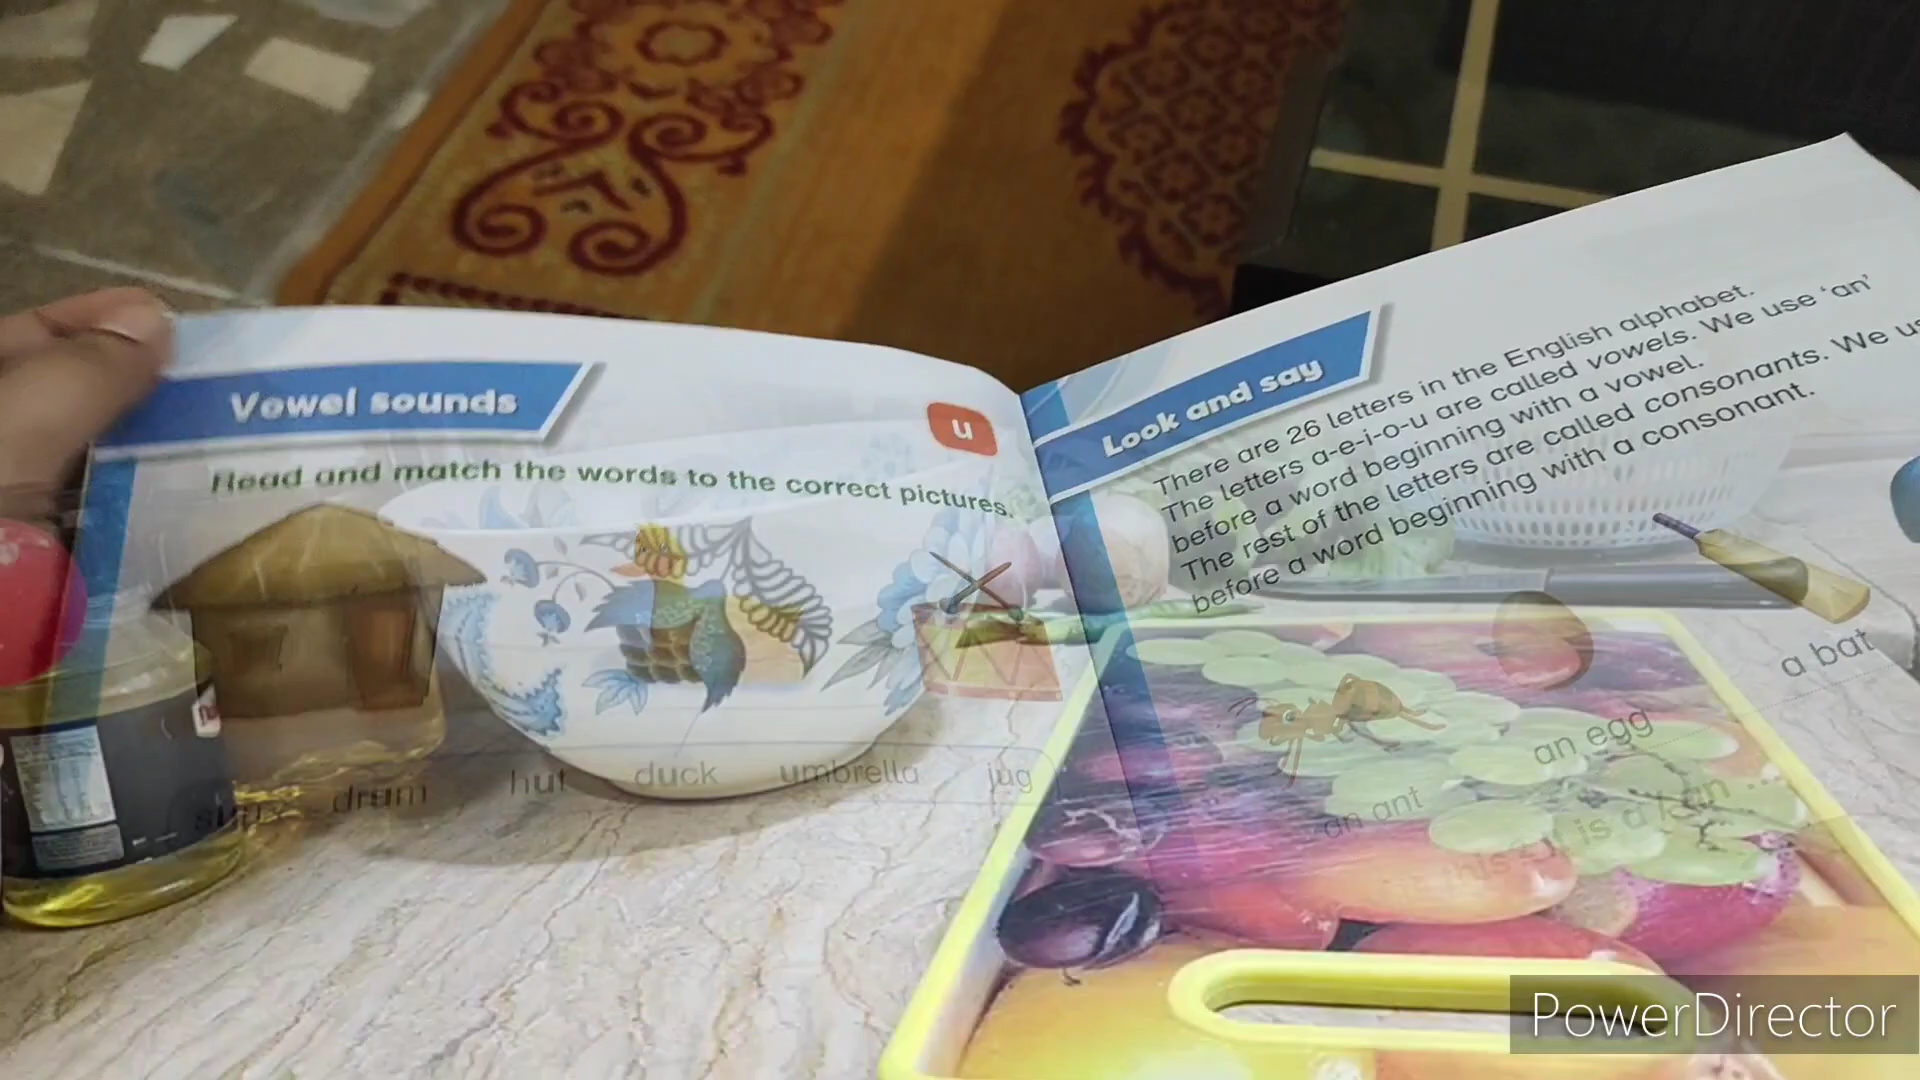 Vowel sounds
u
Read and match the words to the correct pictures.
drum hut duck umbrella jug
Look and say
There are 26 letters in the English alphabet.
The letters a-e-i-o-u are called vowels. We use ‘an’
before a word beginning with a vowel.
The rest of the letters are called consonants. We
before a word beginning with a consonant.
a bat
an egg
an ant
is a / an ...
PowerDirector